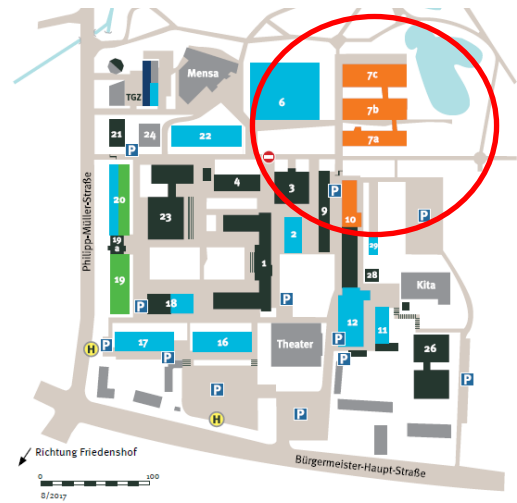 Mensa
TGZ
6
7c
7b
7a
21
24
22
P
20
4
3
9
P
10
P
23
2
29
19
a
1
28
Kita
19
18
P
P
12
11
H
P
17
P
16
Theater
P
P
26
P
P
P
H
Philipp-Müller-Straße
Richtung Friedenshof
Bürgermeister-Haupt-Straße
0
100
8/2017